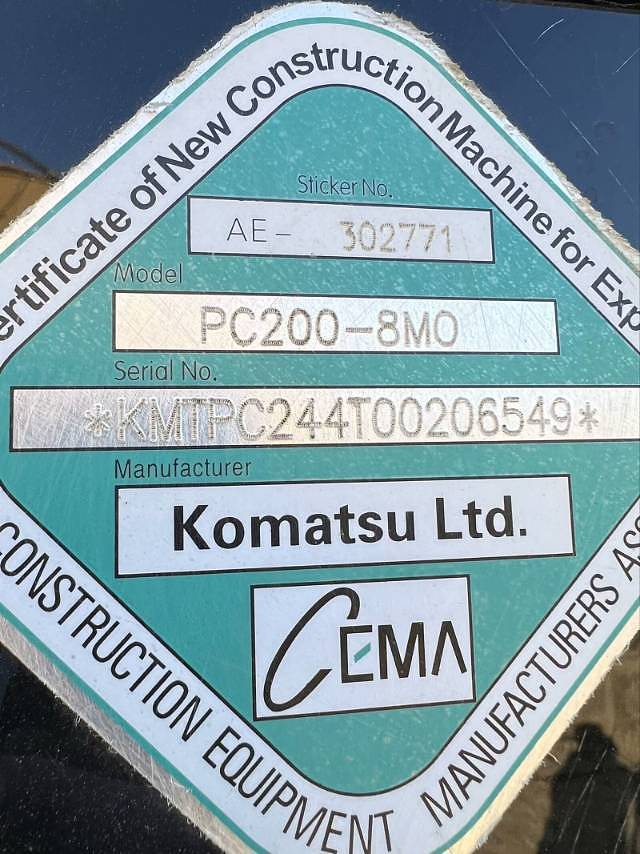 ertificate of New Construction Machine for Exp
Sticker No.
AE- 302771
Model
PC200-8M0
Serial No.
*KMTPC244T00206549*
Manufacturer
Komatsu Ltd.
CEMA
CONSTRUCTION EQUIPMENT MANUFACTURERS ASS